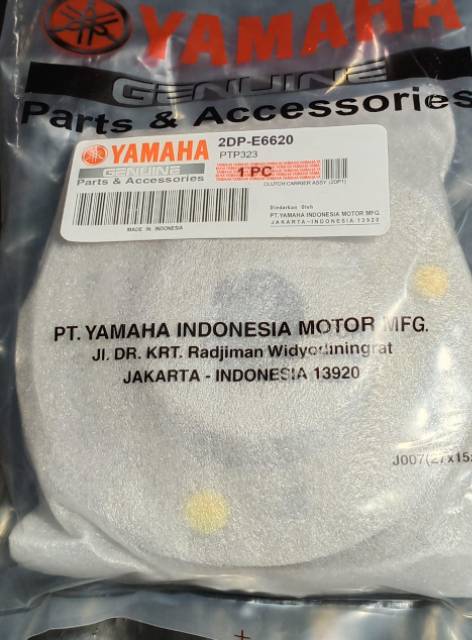 YAMAHA
GENUINE
Parts & Accessories
YAMAHA
GENUINE
Parts & Accessories
MADE IN INDONESIA
2DP-E6620
PTP323
1 PC
CLUTCH CARRIER ASSY (2DP1)
Diedarkan Oleh
PT.YAMAHA INDONESIA MOTOR MFG.
JAKARTA-INDONESIA 13920
PT. YAMAHA INDONESIA MOTOR MFG.
Jl. DR. KRT. Radjiman Widyodiningrat
JAKARTA - INDONESIA 13920
J007(27x15